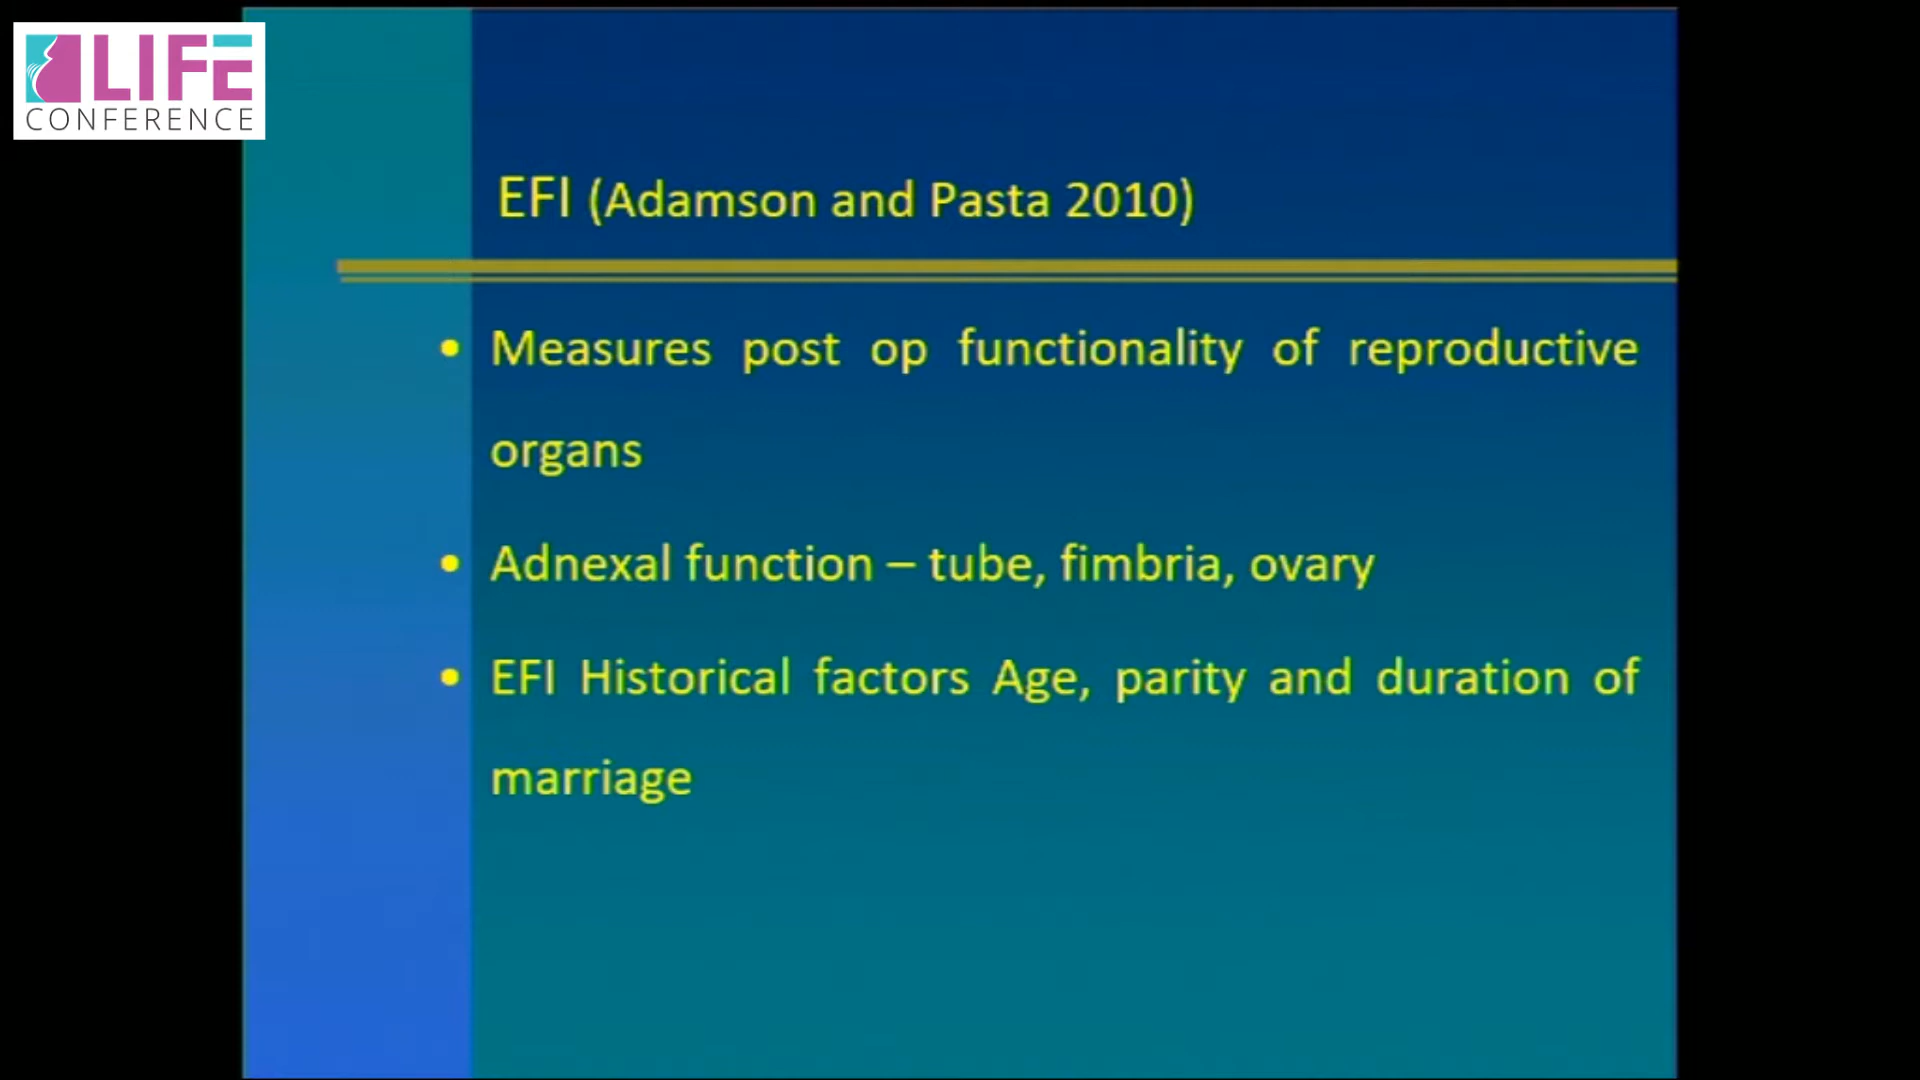 LIFE
CONFERENCE
EFI (Adamson and Pasta 2010)
• Measures post op functionality of reproductive
organs
• Adnexal function – tube, fimbria, ovary
• EFI Historical factors Age, parity and duration of
marriage